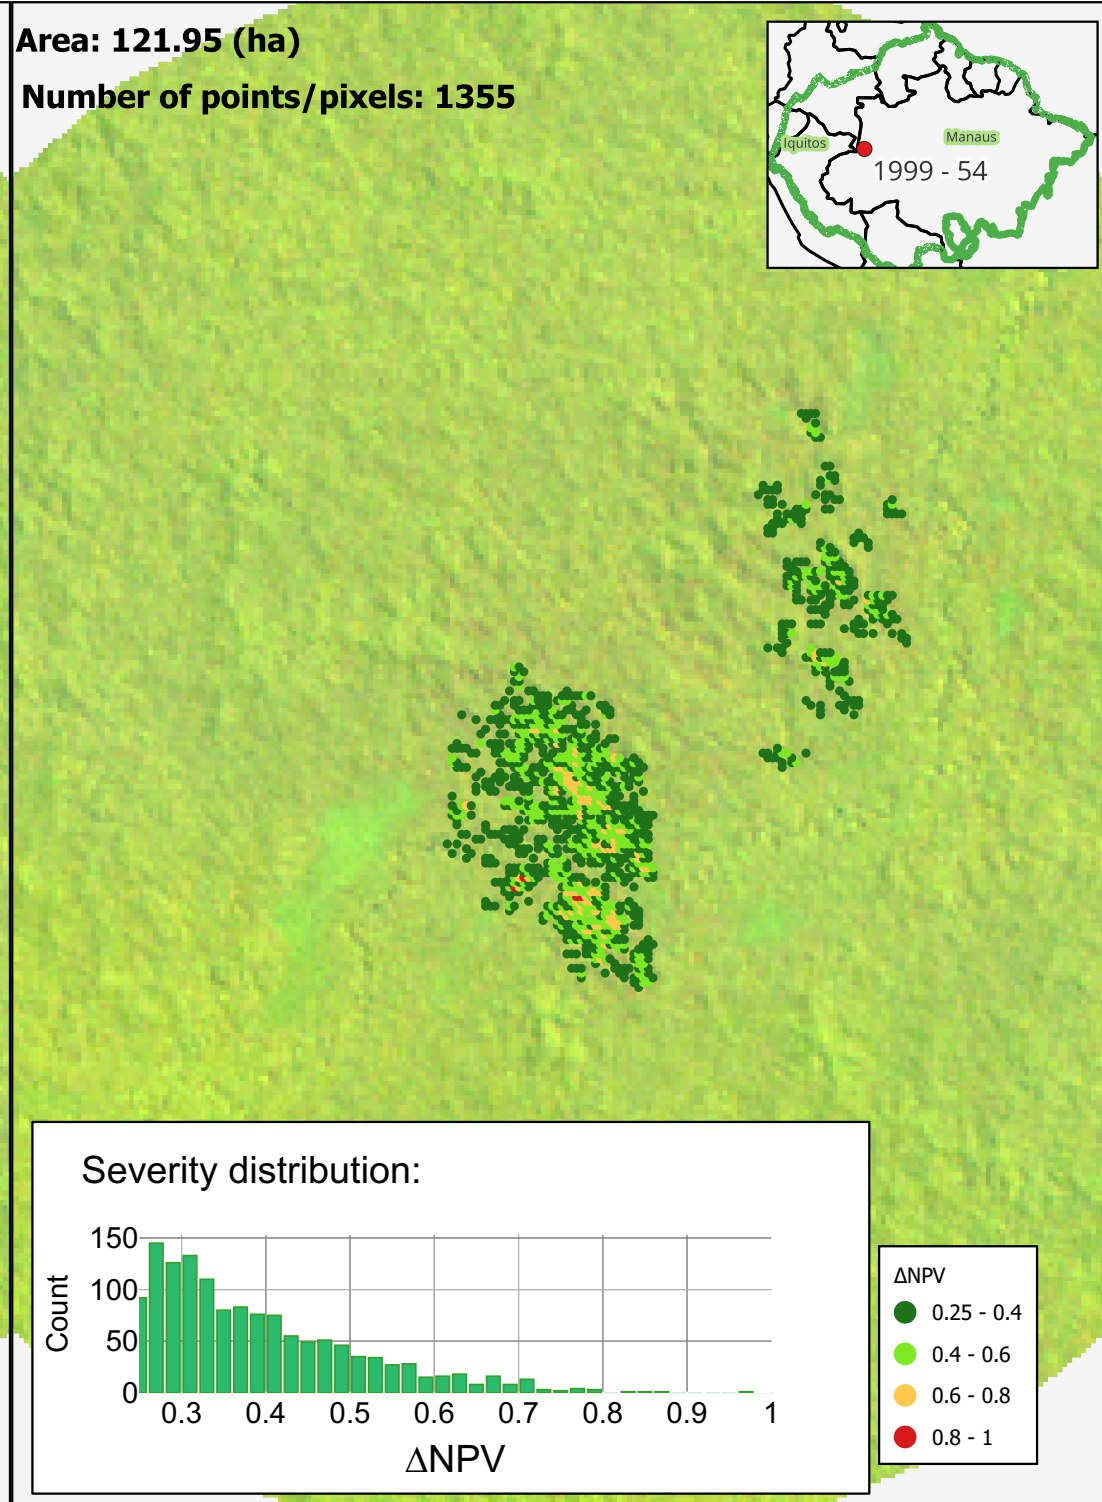 Area: 121.95 (ha)
Number of points/pixels: 1355
Iquitos
Manaus
1999 - 54
Severity distribution:
150
100
50
0
Count
0.3 0.4 0.5 0.6 0.7 0.8 0.9 1
ΔNPV
ΔNPV
0.25 - 0.4
0.4 - 0.6
0.6 - 0.8
0.8 - 1